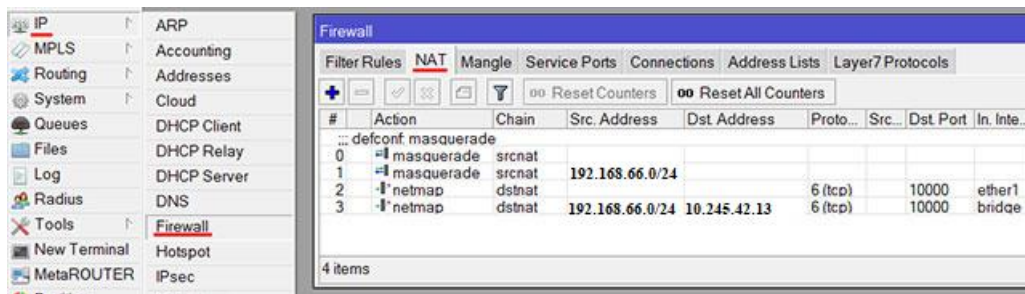 IP
MPLS
Routing
System
Queues
Files
Log
Radius
Tools
New Terminal
MetaROUTER
ARP
Accounting
Addresses
Cloud
DHCP Client
DHCP Relay
DHCP Server
DNS
Firewall
Hotspot
IPsec
Firewall
Filter Rules NAT Mangle Service Ports Connections Address Lists Layer7 Protocols
00 Reset Counters 00 Reset All Counters
# Action Chain Src. Address Dst. Address Proto... Src... Dst. Port In. Inte...
::: defconf: masquerade
0 masquerade srcnat
1 masquerade srcnat 192.168.66.0/24
2 netmap dstnat 6 (tcp) 10000 ether1
3 netmap dstnat 192.168.66.0/24 10.245.42.13 6 (tcp) 10000 bridge
4 items